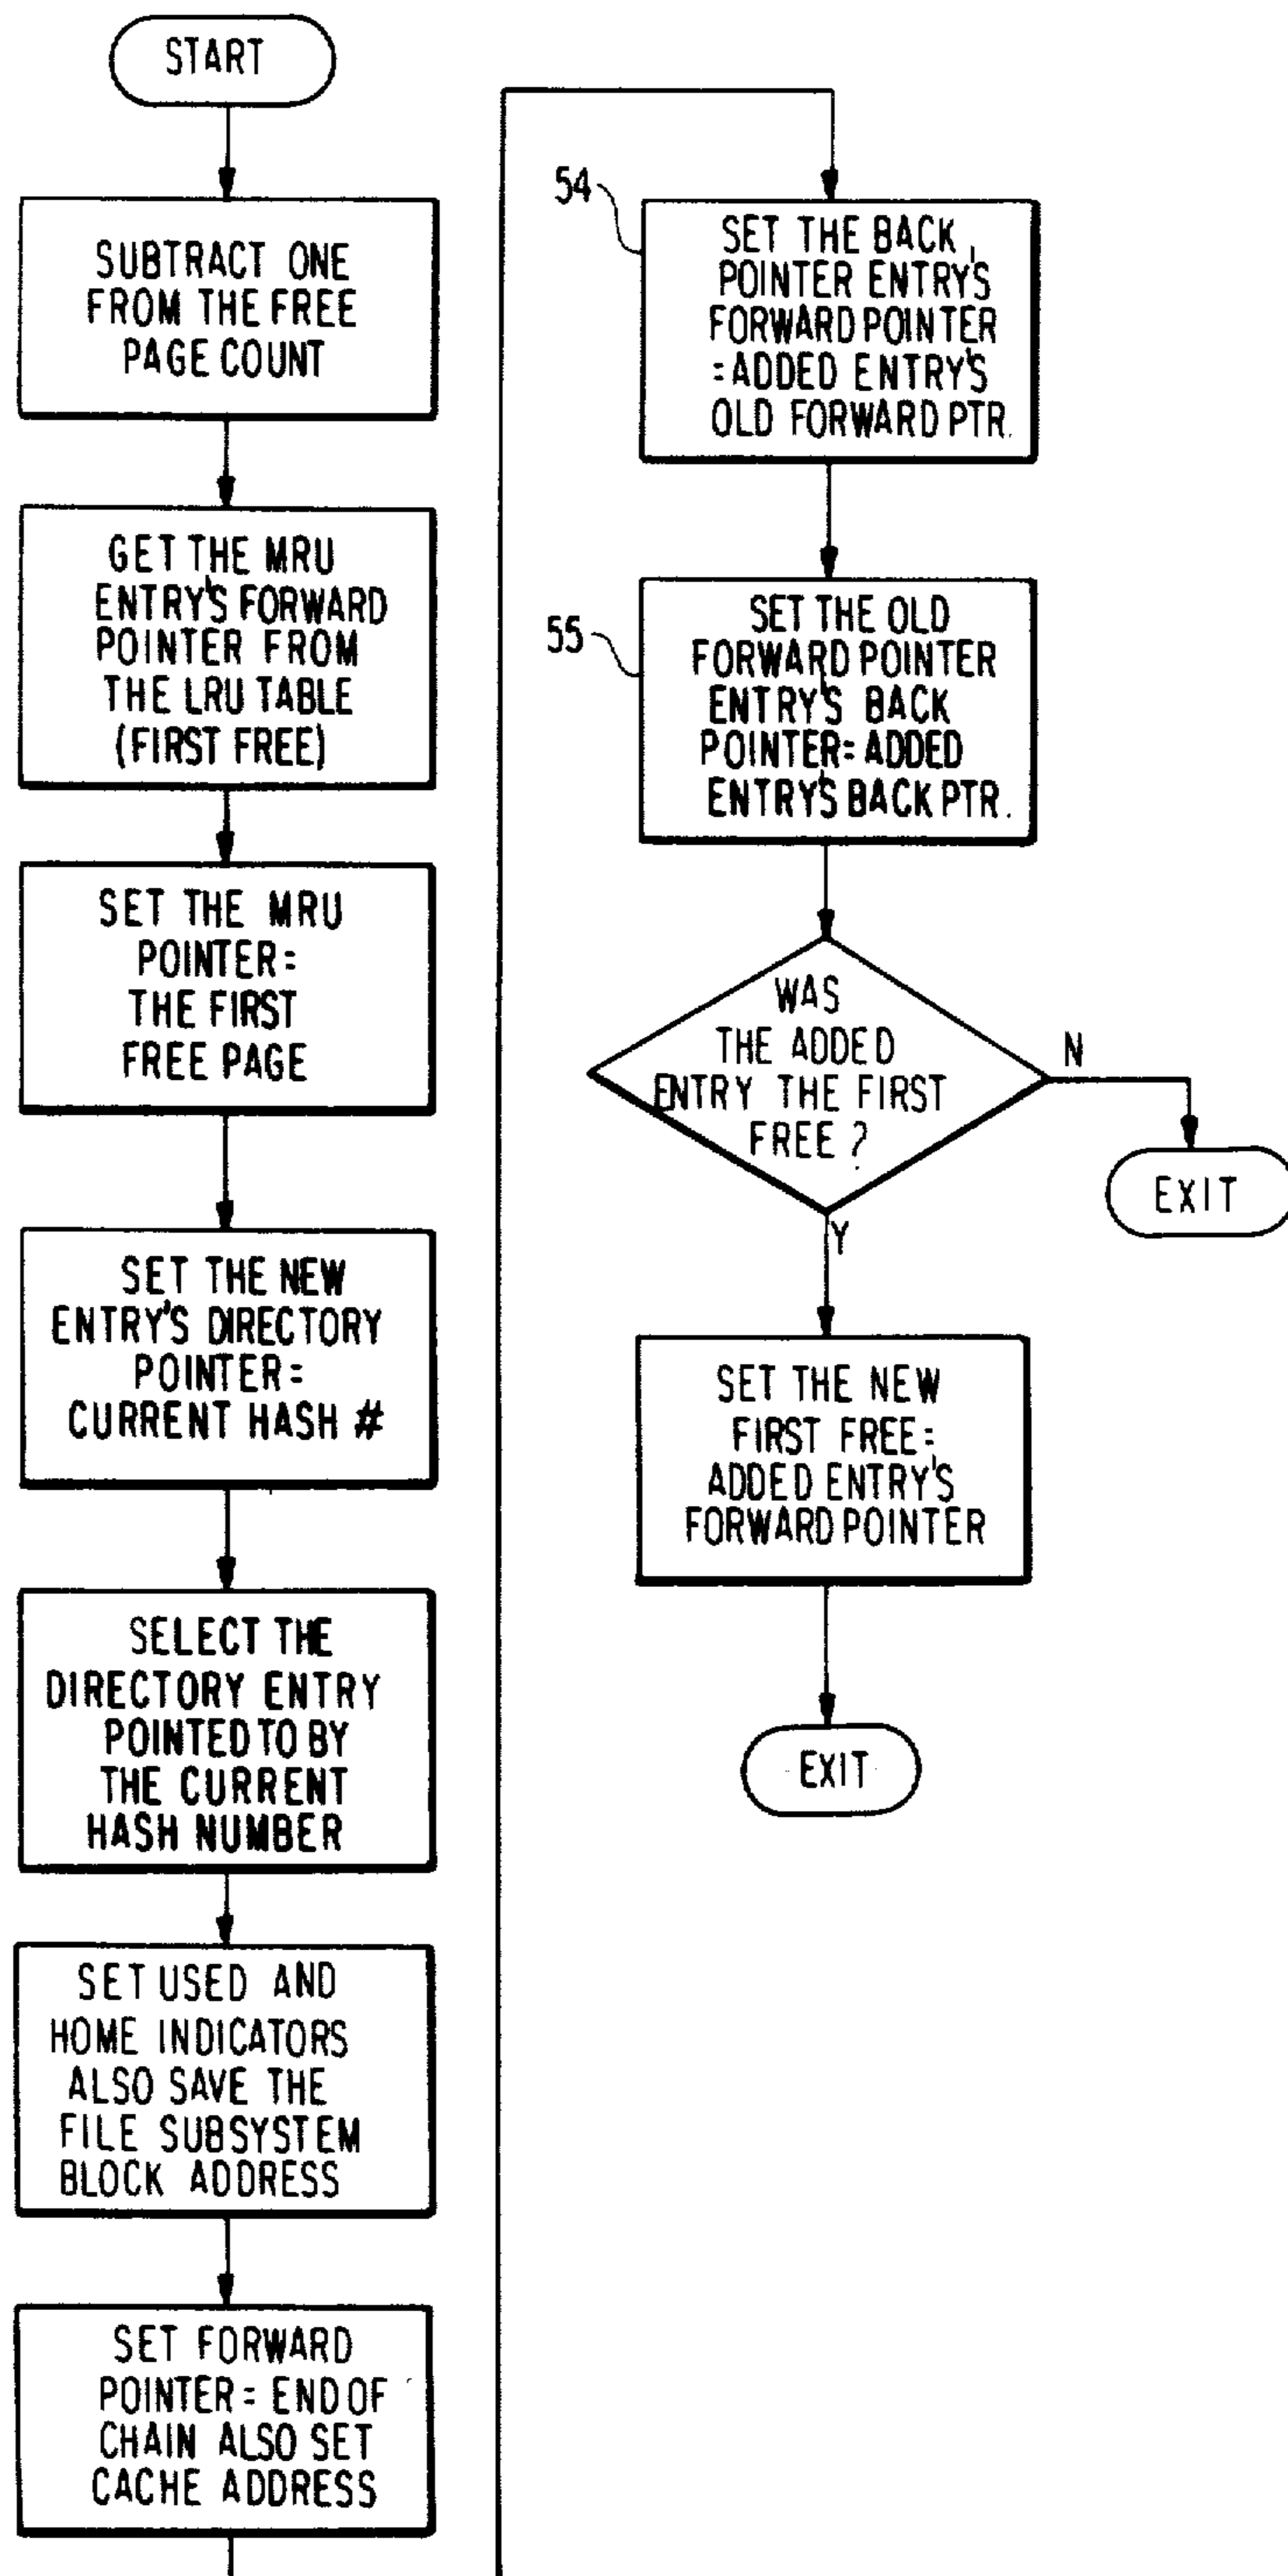 START
SUBTRACT ONE
FROM THE FREE
PAGE COUNT
GET THE MRU
ENTRY'S FORWARD
POINTER FROM
THE LRU TABLE
(FIRST FREE)
SET THE MRU
POINTER=
THE FIRST
FREE PAGE
SET THE NEW
ENTRY'S DIRECTORY
POINTER=
CURRENT HASH #
SELECT THE
DIRECTORY ENTRY
POINTED TO BY
THE CURRENT
HASH NUMBER
SET USED AND
HOME INDICATORS
ALSO SAVE THE
FILE SUBSYSTEM
BLOCK ADDRESS
SET FORWARD
POINTER= END OF
CHAIN ALSO SET
CACHE ADDRESS
54
SET THE BACK
POINTER ENTRY'S
FORWARD POINTER
=ADDED ENTRY'S
OLD FORWARD PTR.
55
SET THE OLD
FORWARD POINTER
ENTRY'S BACK
POINTER= ADDED
ENTRY'S BACK PTR.
WAS
THE ADDED
ENTRY THE FIRST
FREE?
N
EXIT
Y
SET THE NEW
FIRST FREE=
ADDED ENTRY'S
FORWARD POINTER
EXIT